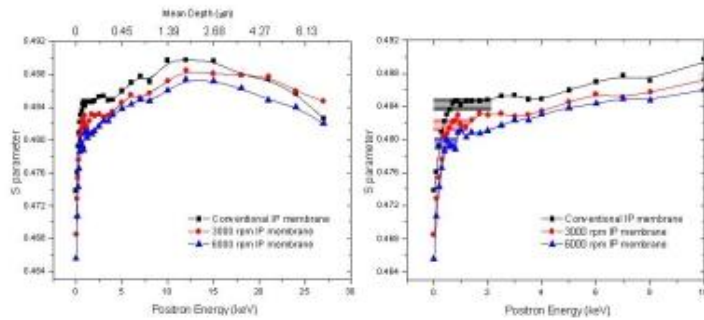 Mean Depth (μm)
0 0.45 1.39 2.68 4.27 6.13
0.492
0.488
0.484
0.480
0.476
0.472
0.468
0.464
S parameter
Conventional IP membrane
3000 rpm IP membrane
6000 rpm IP membrane
0 5 10 15 20 25 30
Positron Energy (keV)
0.492
0.488
0.484
0.480
0.476
0.472
0.468
0.464
S parameter
Conventional IP membrane
3000 rpm IP membrane
6000 rpm IP membrane
0 2 4 6 8 10
Positron Energy (keV)